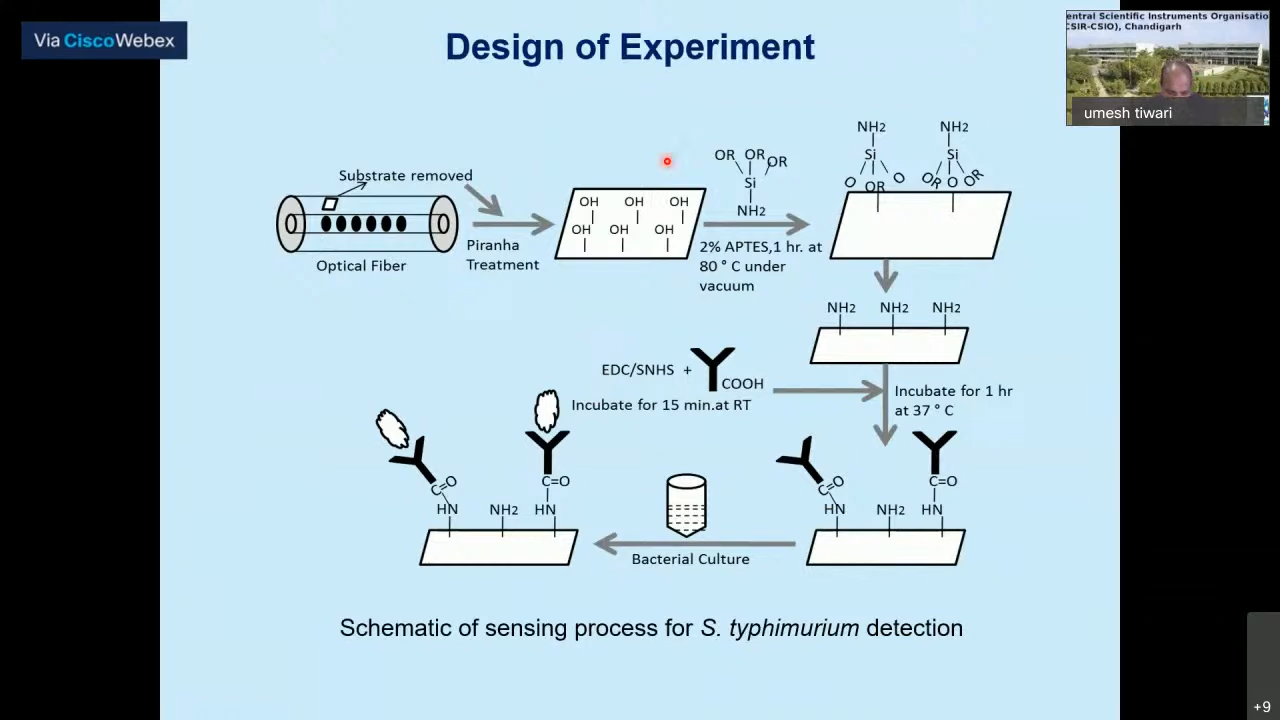 Via Cisco Webex
Design of Experiment
entral Scientific Instruments Organisatio
CSIR-CSIO), Chandigarh
umesh tiwari
Substrate removed
Optical Fiber
Piranha
Treatment
OH OH OH
OH OH OH
OR OR OR
Si
NH2
2% APTES,1 hr. at
80 ° C under
vacuum
NH2 NH2
Si Si
O OR O OR O OR
NH2 NH2 NH2
EDC/SNHS +
COOH
Incubate for 15 min.at RT
Incubate for 1 hr
at 37 ° C
C=O C=O
HN NH2 HN
Bacterial Culture
C=O C=O
HN NH2 HN
Schematic of sensing process for S. typhimurium detection
+9